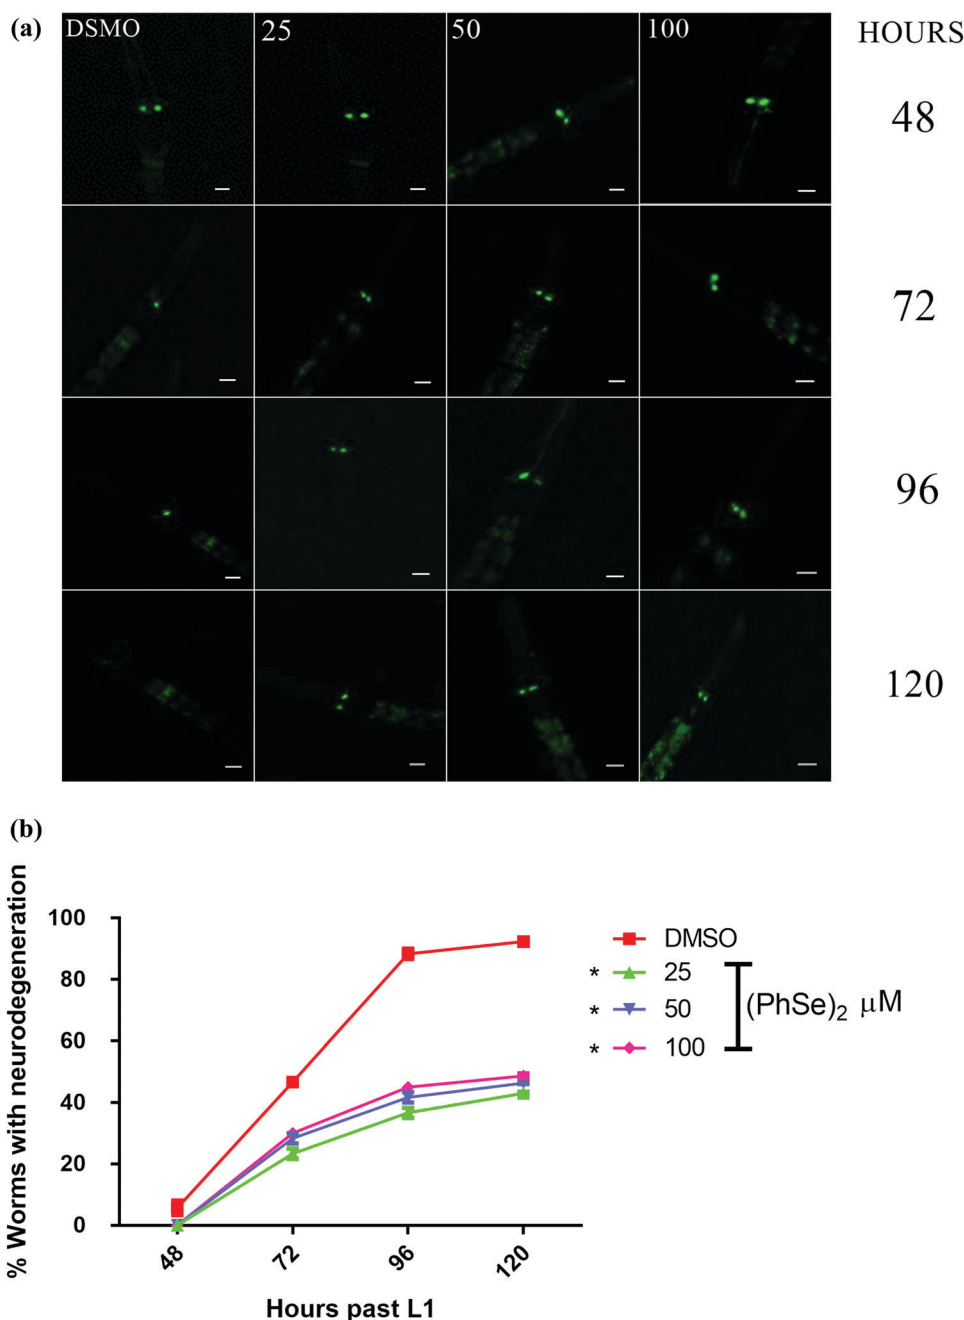 (a)
DSMO 25 50 100 HOURS
48
72
96
120
(b)
% Worms with neurodegeneration
100
80
60
40
20
0
48 72 96 120
Hours past L1
DMSO
* 25
* 50
* 100
(PhSe)2 µM